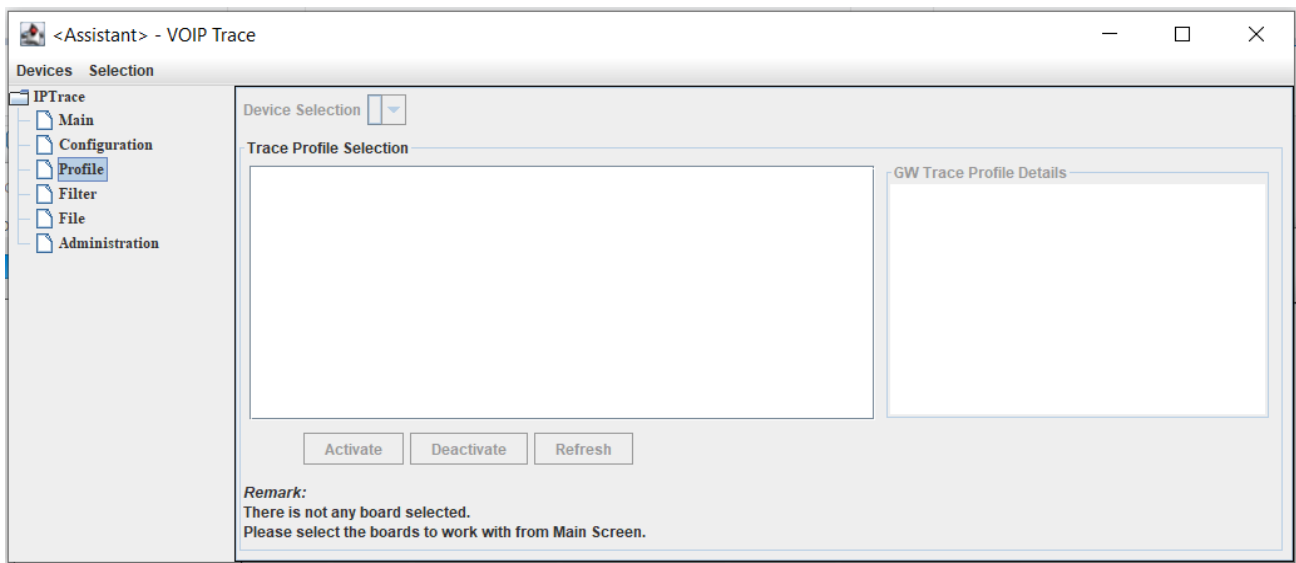 <Assistant> - VOIP Trace
Devices Selection
IPTrace
Main
Configuration
Profile
Filter
File
Administration
Device Selection
Trace Profile Selection
GW Trace Profile Details
Activate Deactivate Refresh
Remark:
There is not any board selected.
Please select the boards to work with from Main Screen.